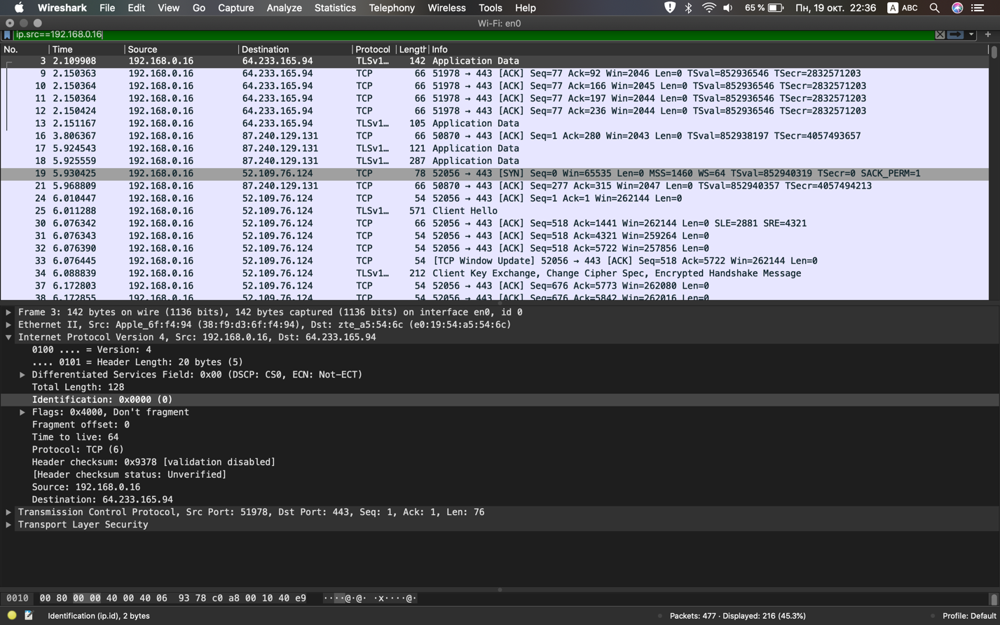 Wireshark File Edit View Go Capture Analyze Statistics Telephony Wireless Tools Help 65 % Пн, 19 окт. 22:36 A ABC
Wi-Fi: en0
ip.src==192.168.0.16
No. Time Source Destination Protocol Length Info
3 2.109908 192.168.0.16 64.233.165.94 TLSv1… 142 Application Data
9 2.150363 192.168.0.16 64.233.165.94 TCP 66 51978 → 443 [ACK] Seq=77 Ack=92 Win=2046 Len=0 TSval=852936546 TSecr=2832571203
10 2.150364 192.168.0.16 64.233.165.94 TCP 66 51978 → 443 [ACK] Seq=77 Ack=166 Win=2045 Len=0 TSval=852936546 TSecr=2832571203
11 2.150364 192.168.0.16 64.233.165.94 TCP 66 51978 → 443 [ACK] Seq=77 Ack=197 Win=2044 Len=0 TSval=852936546 TSecr=2832571203
12 2.150424 192.168.0.16 64.233.165.94 TCP 66 51978 → 443 [ACK] Seq=77 Ack=236 Win=2044 Len=0 TSval=852936546 TSecr=2832571203
13 2.151167 192.168.0.16 64.233.165.94 TLSv1… 105 Application Data
16 3.806367 192.168.0.16 87.240.129.131 TCP 66 50870 → 443 [ACK] Seq=1 Ack=280 Win=2043 Len=0 TSval=852938197 TSecr=4057493657
17 5.924543 192.168.0.16 87.240.129.131 TLSv1… 121 Application Data
18 5.925559 192.168.0.16 87.240.129.131 TLSv1… 287 Application Data
19 5.930425 192.168.0.16 52.109.76.124 TCP 78 52056 → 443 [SYN] Seq=0 Win=65535 Len=0 MSS=1460 WS=64 TSval=852940319 TSecr=0 SACK_PERM=1
21 5.968809 192.168.0.16 87.240.129.131 TCP 66 50870 → 443 [ACK] Seq=277 Ack=315 Win=2047 Len=0 TSval=852940357 TSecr=4057494213
24 6.010447 192.168.0.16 52.109.76.124 TCP 54 52056 → 443 [ACK] Seq=1 Ack=1 Win=262144 Len=0
25 6.011288 192.168.0.16 52.109.76.124 TLSv1… 571 Client Hello
30 6.076342 192.168.0.16 52.109.76.124 TCP 66 52056 → 443 [ACK] Seq=518 Ack=1441 Win=262144 Len=0 SLE=2881 SRE=4321
31 6.076343 192.168.0.16 52.109.76.124 TCP 54 52056 → 443 [ACK] Seq=518 Ack=4321 Win=259264 Len=0
32 6.076390 192.168.0.16 52.109.76.124 TCP 54 52056 → 443 [ACK] Seq=518 Ack=5722 Win=257856 Len=0
33 6.076445 192.168.0.16 52.109.76.124 TCP 54 [TCP Window Update] 52056 → 443 [ACK] Seq=518 Ack=5722 Win=262144 Len=0
34 6.088839 192.168.0.16 52.109.76.124 TLSv1… 212 Client Key Exchange, Change Cipher Spec, Encrypted Handshake Message
37 6.172803 192.168.0.16 52.109.76.124 TCP 54 52056 → 443 [ACK] Seq=676 Ack=5773 Win=262080 Len=0
38 6.172855 192.168.0.16 52.109.76.124 TCP 54 52056 → 443 [ACK] Seq=676 Ack=5842 Win=262016 Len=0
Frame 3: 142 bytes on wire (1136 bits), 142 bytes captured (1136 bits) on interface en0, id 0
Ethernet II, Src: Apple_6f:f4:94 (38:f9:d3:6f:f4:94), Dst: zte_a5:54:6c (e0:19:54:a5:54:6c)
Internet Protocol Version 4, Src: 192.168.0.16, Dst: 64.233.165.94
0100 .... = Version: 4
.... 0101 = Header Length: 20 bytes (5)
Differentiated Services Field: 0x00 (DSCP: CS0, ECN: Not-ECT)
Total Length: 128
Identification: 0x0000 (0)
Flags: 0x4000, Don't fragment
Fragment offset: 0
Time to live: 64
Protocol: TCP (6)
Header checksum: 0x9378 [validation disabled]
[Header checksum status: Unverified]
Source: 192.168.0.16
Destination: 64.233.165.94
Transmission Control Protocol, Src Port: 51978, Dst Port: 443, Seq: 1, Ack: 1, Len: 76
Transport Layer Security
0010 00 80 00 00 40 00 40 06 93 78 c0 a8 00 10 40 e9 ····@·@· ·x····@·
Identification (ip.id), 2 bytes Packets: 477 · Displayed: 216 (45.3%) Profile: Default